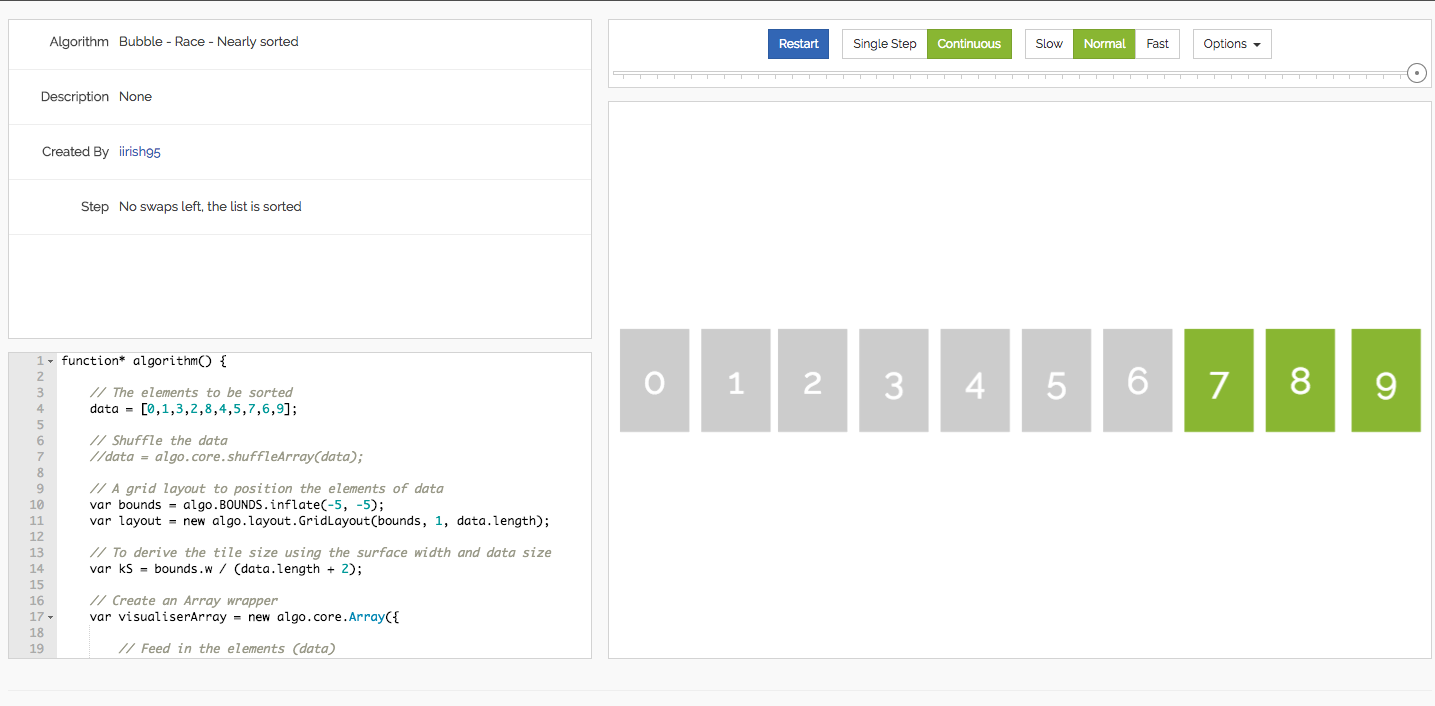 Algorithm Bubble - Race - Nearly sorted
Description None
Created By iirish95
Step No swaps left, the list is sorted
1 function* algorithm() {
2
3 // The elements to be sorted
4 data = [0,1,3,2,8,4,5,7,6,9];
5
6 // Shuffle the data
7 //data = algo.core.shuffleArray(data);
8
9 // A grid layout to position the elements of data
10 var bounds = algo.BOUNDS.inflate(-5, -5);
11 var layout = new algo.layout.GridLayout(bounds, 1, data.length);
12
13 // To derive the tile size using the surface width and data size
14 var kS = bounds.w / (data.length + 2);
15
16 // Create an Array wrapper
17 var visualiserArray = new algo.core.Array({
18
19 // Feed in the elements (data)
Restart Single Step Continuous Slow Normal Fast Options
0 1 2 3 4 5 6 7 8 9